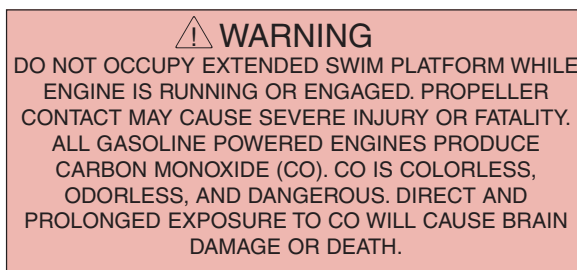 WARNING
DO NOT OCCUPY EXTENDED SWIM PLATFORM WHILE
ENGINE IS RUNNING OR ENGAGED. PROPELLER
CONTACT MAY CAUSE SEVERE INJURY OR FATALITY.
ALL GASOLINE POWERED ENGINES PRODUCE
CARBON MONOXIDE (CO). CO IS COLORLESS,
ODORLESS, AND DANGEROUS. DIRECT AND
PROLONGED EXPOSURE TO CO WILL CAUSE BRAIN
DAMAGE OR DEATH.